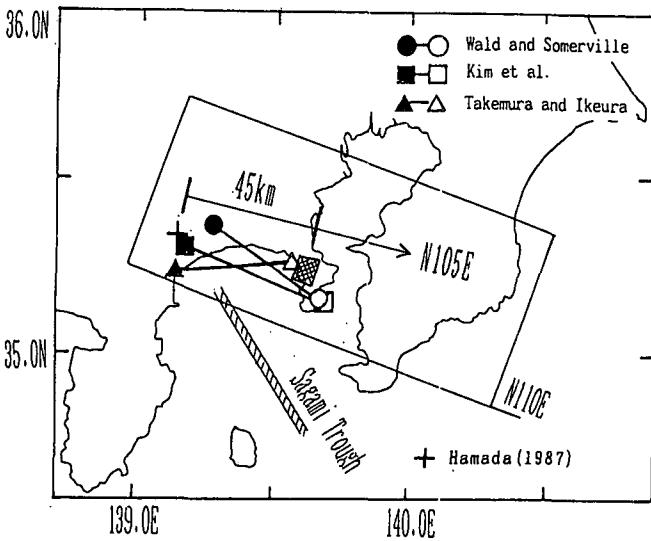 36.0N
Wald and Somerville
Kim et al.
Takemura and Ikeura
45km
N105E
35.0N
N110E
Sagami Trough
Hamada(1987)
139.0E
140.0E